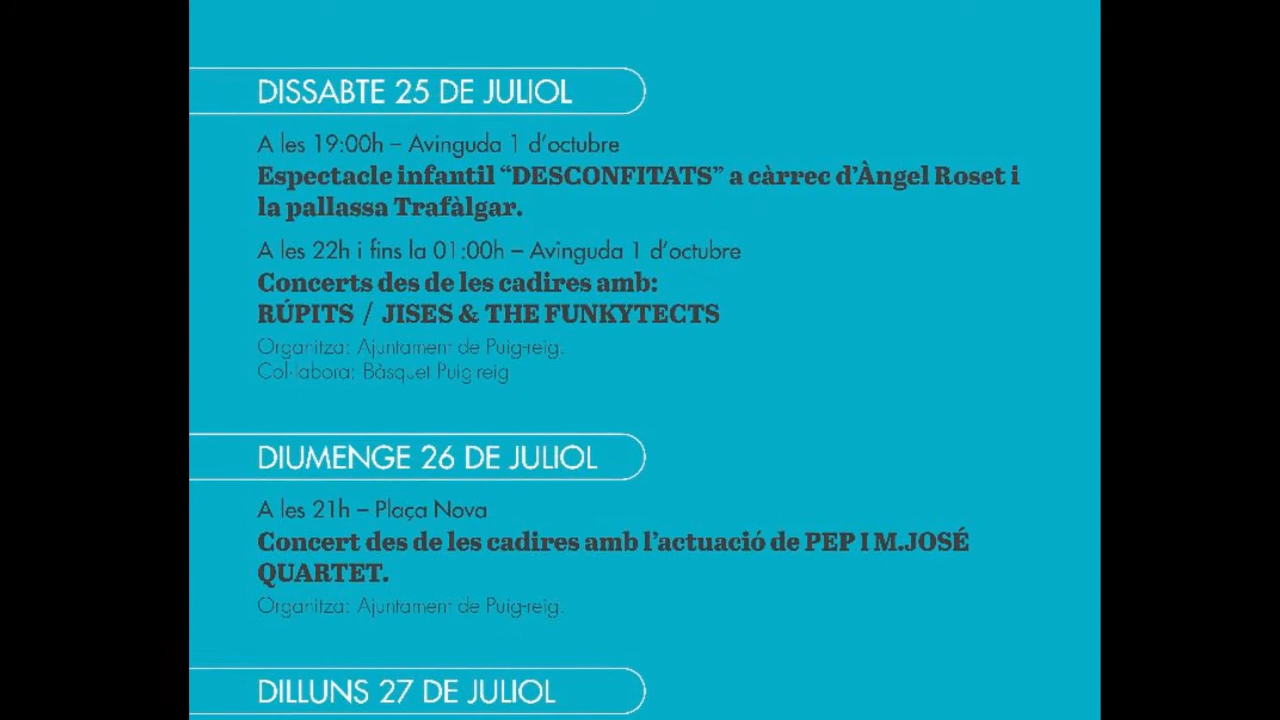 DISSABTE 25 DE JULIOL
A les 19:00h – Avinguda 1 d'octubre
Espectacle infantil “DESCONFITATS” a càrrec d'Àngel Roset i
la pallassa Trafàlgar.
A les 22h i fins la 01:00h – Avinguda 1 d'octubre
Concerts des de les cadires amb:
RÚPITS / JISES & THE FUNKYTECTS
Organitza: Ajuntament de Puig-reig.
Col·labora: Bàsquet Puig-reig
DIUMENGE 26 DE JULIOL
A les 21h – Plaça Nova
Concert des de les cadires amb l'actuació de PEP I M.JOSÉ
QUARTET.
Organitza: Ajuntament de Puig-reig.
DILLUNS 27 DE JULIOL